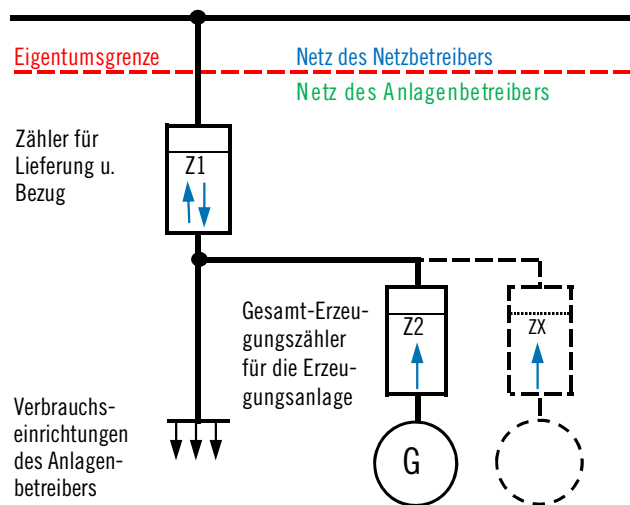 Eigentumsgrenze
Netz des Netzbetreibers
Netz des Anlagenbetreibers
Zähler für
Lieferung u.
Bezug
Z1
Gesamt-Erzeu-
gungszähler
für die Erzeu-
gungsanlage
Z2
ZX
Verbrauchs-
einrichtungen
des Anlagen-
betreibers
G